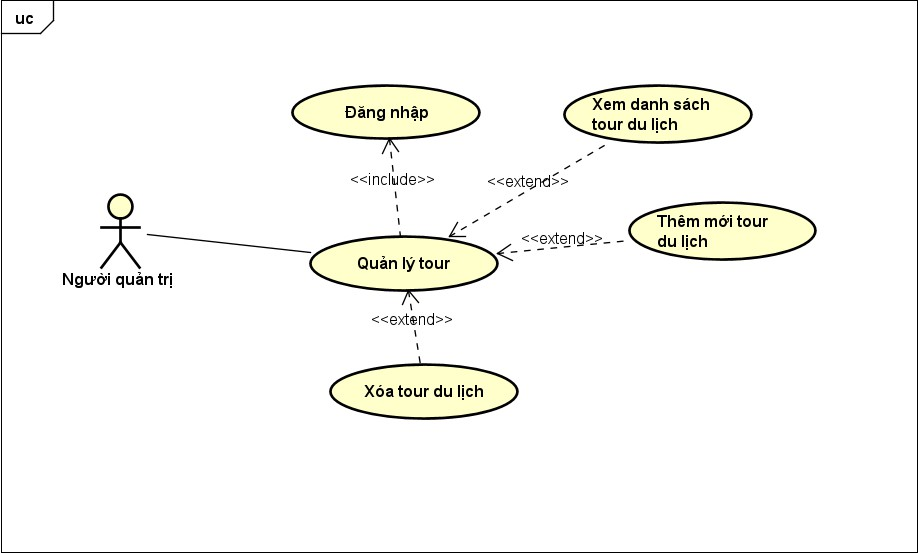 uc
Đăng nhập
Xem danh sách
tour du lịch
<<include>>
<<extend>>
Thêm mới tour
du lịch
<<extend>>
Người quản trị
Quản lý tour
<<extend>>
Xóa tour du lịch